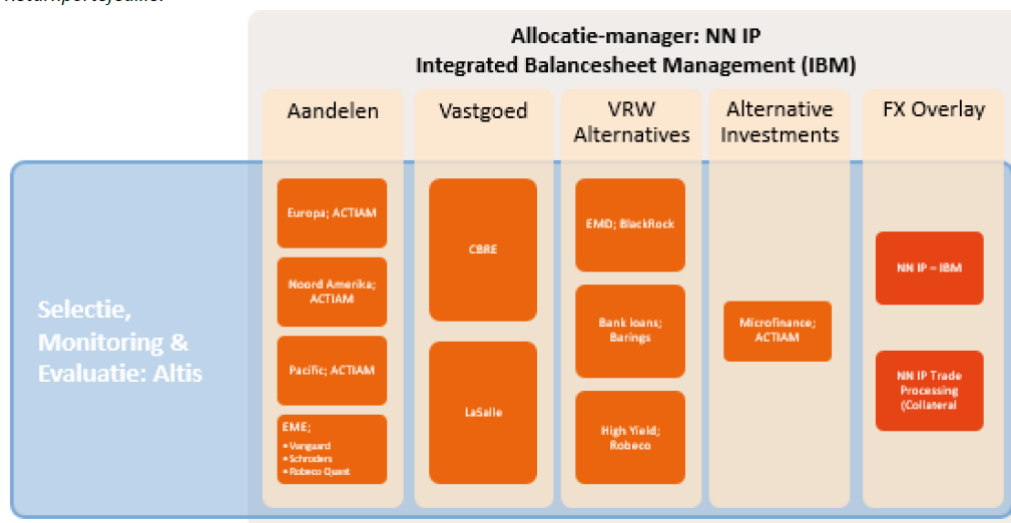 Allocatie-manager: NN IP
Integrated Balancesheet Management (IBM)
Aandelen
Vastgoed
VRW
Alternatives
Alternative
Investments
FX Overlay
Selectie,
Monitoring &
Evaluatie: Altis
Europa; ACTIAM
Noord Amerika;
ACTIAM
Pacific; ACTIAM
EME;
• Vanguard
• Schroders
• Robeco Quant
CBRE
LaSalle
EMD; BlackRock
Bank loans;
Barings
High Yield;
Robeco
Microfinance;
ACTIAM
NN IP – IBM
NN IP Trade
Processing
(Collateral